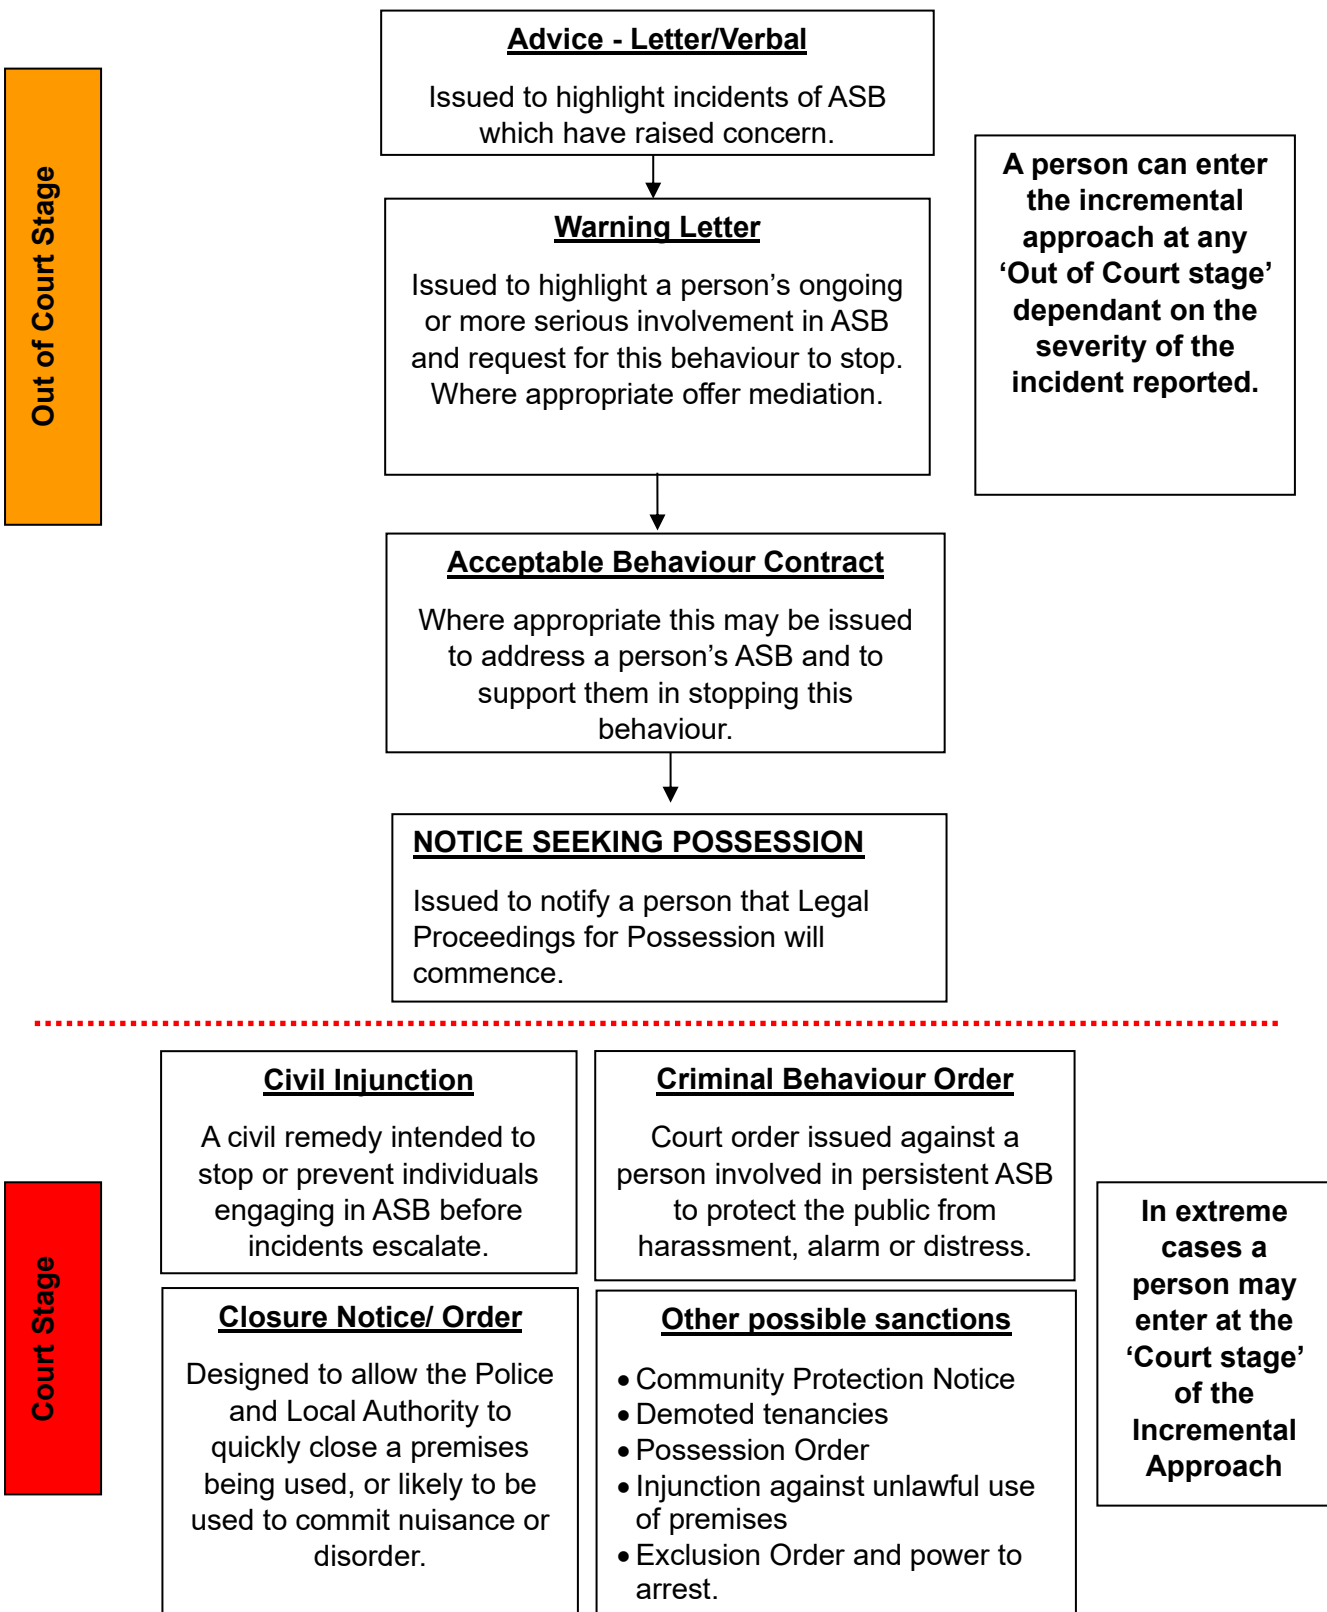 Advice - Letter/Verbal
Issued to highlight incidents of ASB
which have raised concern.
Out of Court Stage
Warning Letter
Issued to highlight a person’s ongoing
or more serious involvement in ASB
and request for this behaviour to stop.
Where appropriate offer mediation.
A person can enter
the incremental
approach at any
‘Out of Court stage’
dependant on the
severity of the
incident reported.
Acceptable Behaviour Contract
Where appropriate this may be issued
to address a person’s ASB and to
support them in stopping this
behaviour.
NOTICE SEEKING POSSESSION
Issued to notify a person that Legal
Proceedings for Possession will
commence.
Court Stage
Civil Injunction
A civil remedy intended to
stop or prevent individuals
engaging in ASB before
incidents escalate.
Criminal Behaviour Order
Court order issued against a
person involved in persistent ASB
to protect the public from
harassment, alarm or distress.
Closure Notice/ Order
Designed to allow the Police
and Local Authority to
quickly close a premises
being used, or likely to be
used to commit nuisance or
disorder.
Other possible sanctions
• Community Protection Notice
• Demoted tenancies
• Possession Order
• Injunction against unlawful use
of premises
• Exclusion Order and power to
arrest.
In extreme
cases a
person may
enter at the
‘Court stage’
of the
Incremental
Approach